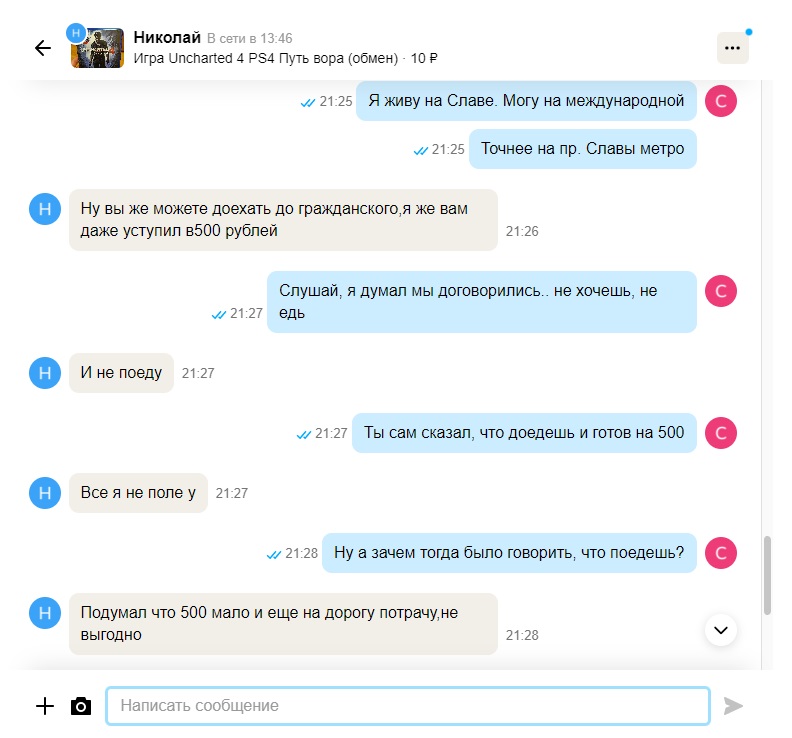 Н
Николай В сети в 13:46
Игра Uncharted 4 PS4 Путь вора (обмен) · 10 ₽
21:25 Я живу на Славе. Могу на международной С
21:25 Точнее на пр. Славы метро
Н Ну вы же можете доехать до гражданского,я же вам
даже уступил в500 рублей 21:26
Слушай, я думал мы договорились.. не хочешь, не С
21:27 едь
Н И не поеду 21:27
21:27 Ты сам сказал, что доедешь и готов на 500 С
Н Все я не поле у 21:27
21:28 Ну а зачем тогда было говорить, что поедешь? С
Н Подумал что 500 мало и еще на дорогу потрачу,не
выгодно 21:28
Написать сообщение